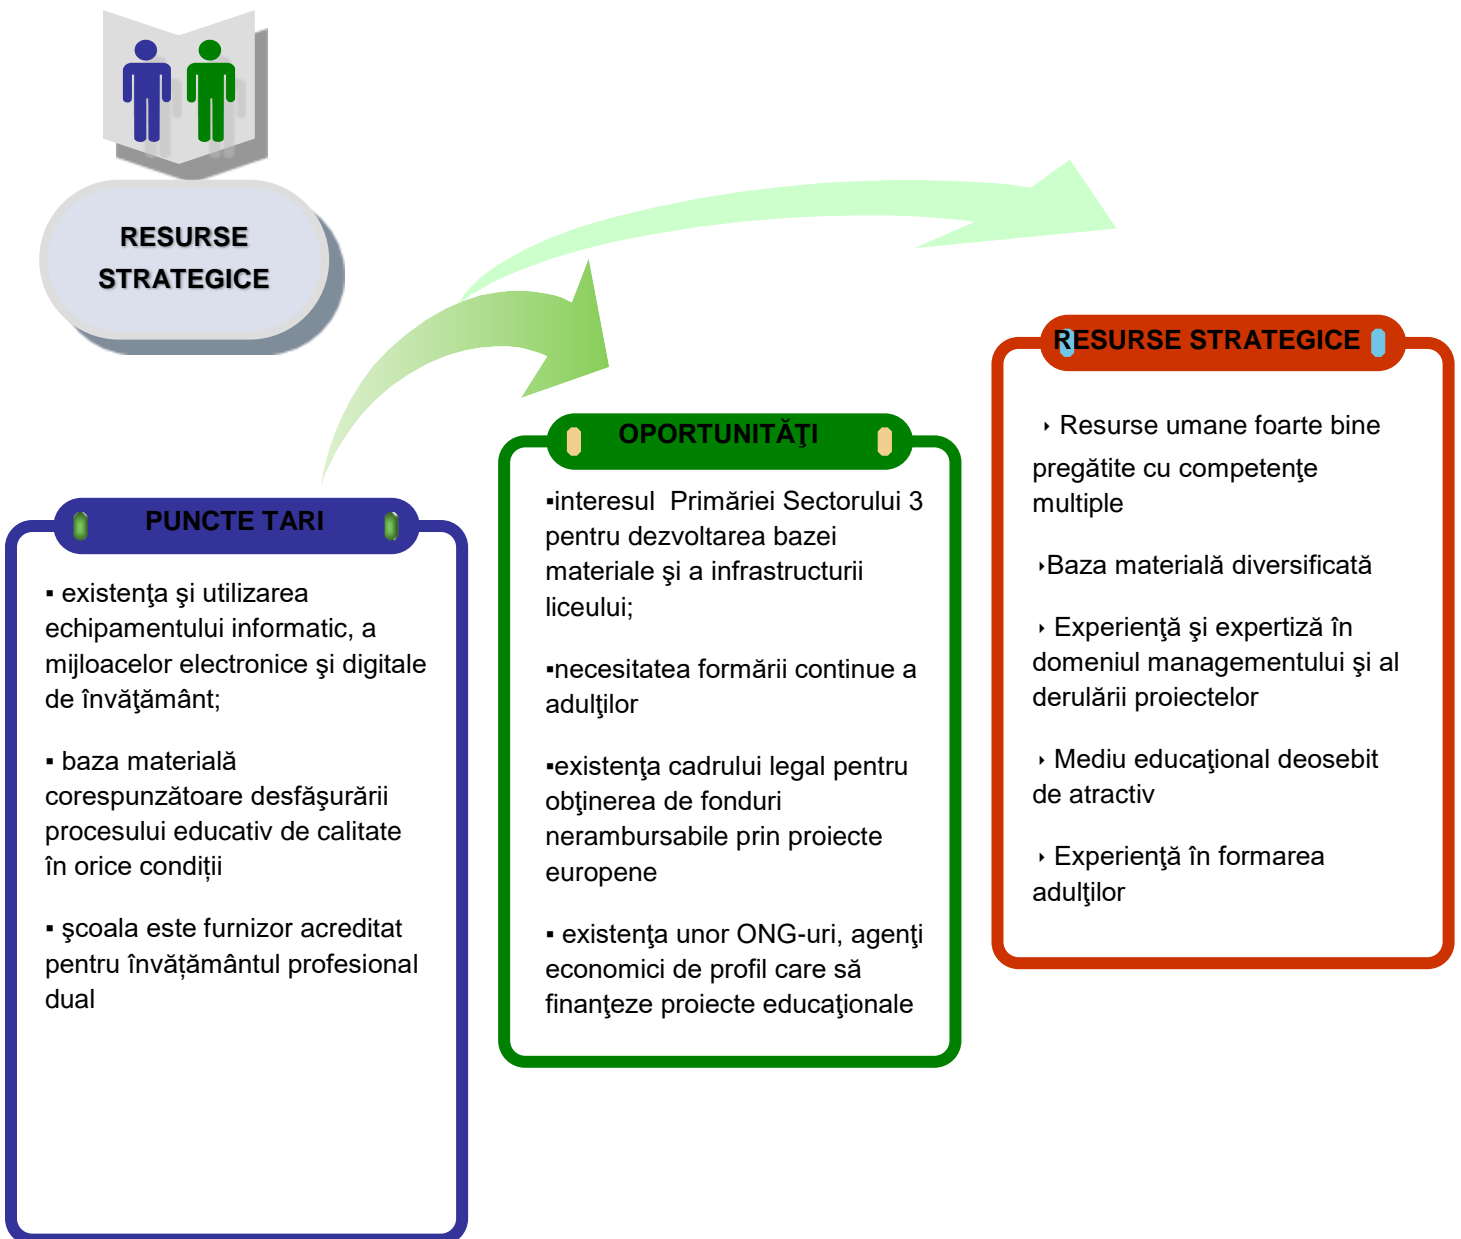 RESURSE
STRATEGICE
PUNCTE TARI
▪ existenţa şi utilizarea
echipamentului informatic, a
mijloacelor electronice şi digitale
de învăţământ;
▪ baza materială
corespunzătoare desfăşurării
procesului educativ de calitate
în orice condiții
▪ şcoala este furnizor acreditat
pentru învățământul profesional
dual
OPORTUNITĂŢI
▪interesul  Primăriei Sectorului 3
pentru dezvoltarea bazei
materiale şi a infrastructurii
liceului;
▪necesitatea formării continue a
adulţilor
▪existenţa cadrului legal pentru
obţinerea de fonduri
nerambursabile prin proiecte
europene
▪ existenţa unor ONG-uri, agenţi
economici de profil care să
finanţeze proiecte educaţionale
RESURSE STRATEGICE
‣ Resurse umane foarte bine
pregătite cu competenţe
multiple
‣Baza materială diversificată
‣ Experienţă şi expertiză în
domeniul managementului şi al
derulării proiectelor
‣ Mediu educaţional deosebit
de atractiv
‣ Experienţă în formarea
adulţilor